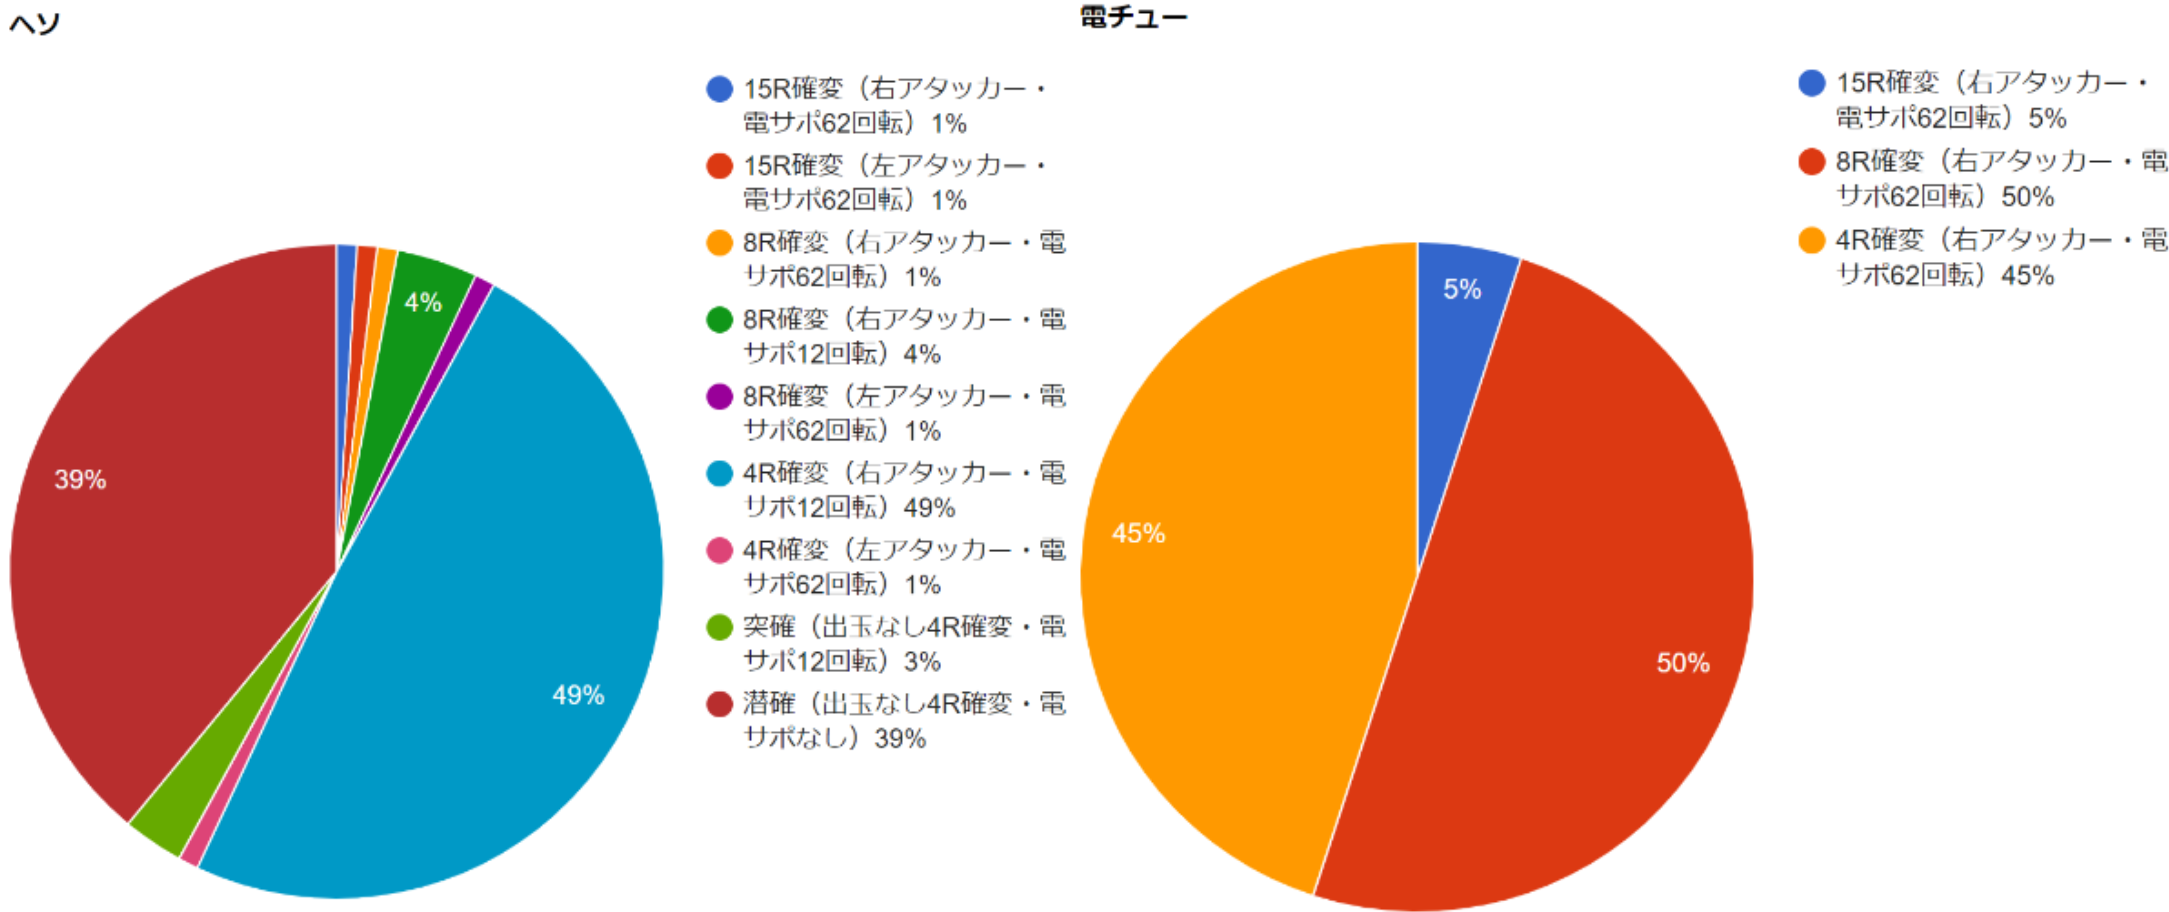 ヘソ
15R確変（右アタッカー・
電サポ62回転）1%
15R確変（左アタッカー・
電サポ62回転）1%
8R確変（右アタッカー・電
サポ62回転）1%
8R確変（右アタッカー・電
サポ12回転）4%
8R確変（左アタッカー・電
サポ62回転）1%
4R確変（右アタッカー・電
サポ12回転）49%
4R確変（左アタッカー・電
サポ62回転）1%
突確（出玉なし4R確変・電
サポ12回転）3%
潜確（出玉なし4R確変・電
サポなし）39%
4%
39%
49%
電チュー
15R確変（右アタッカー・
電サポ62回転）5%
8R確変（右アタッカー・電
サポ62回転）50%
4R確変（右アタッカー・電
サポ62回転）45%
5%
45%
50%